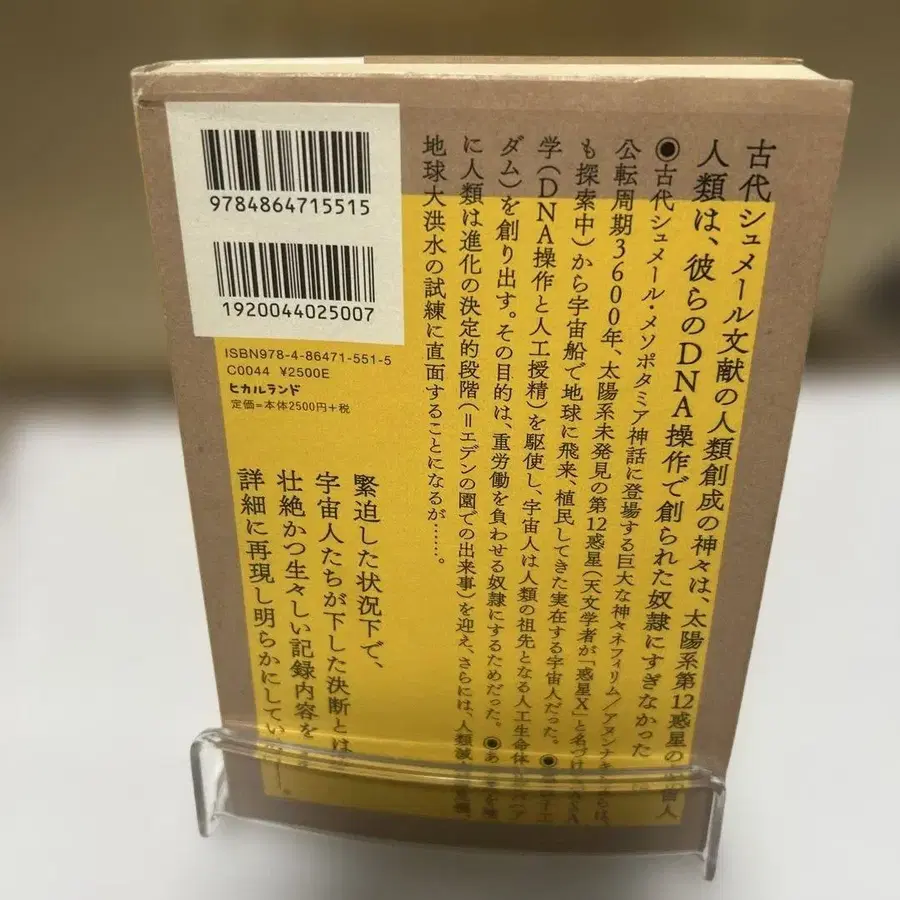 9784864715515
1920044025007
ISBN978-4-86471-551-5
C0044 ¥2500E
ヒカルランド
定価=本体2500円+税
古代シュメール文献の人類創成の神々は、太陽系第12惑星の宇宙人
人類は、彼らのDNA操作で創られた奴隷にすぎなかった
◉古代シュメール・メソポタミア神話に登場する巨大な神々ネフィリム/アヌンナキ
公転周期3600年、太陽系未発見の第12惑星(天文学者が「惑星X」と名づけ
も探索中)から宇宙船で地球に飛来、植民してきた実在する宇宙人だった。◉
学(DNA操作と人工授精)を駆使し、宇宙人は人類の祖先となる人工生命体
ダム)を創り出す。その目的は、重労働を負わせる奴隷にするためだった。◉
に人類は進化の決定的段階(=エデンの園での出来事)を迎え、さらには、人類滅
地球大洪水の試練に直面することになるが……。
緊迫した状況下で、
宇宙人たちが下した決断とは
壮絶かつ生々しい記録内容を
詳細に再現し明らかにしてい